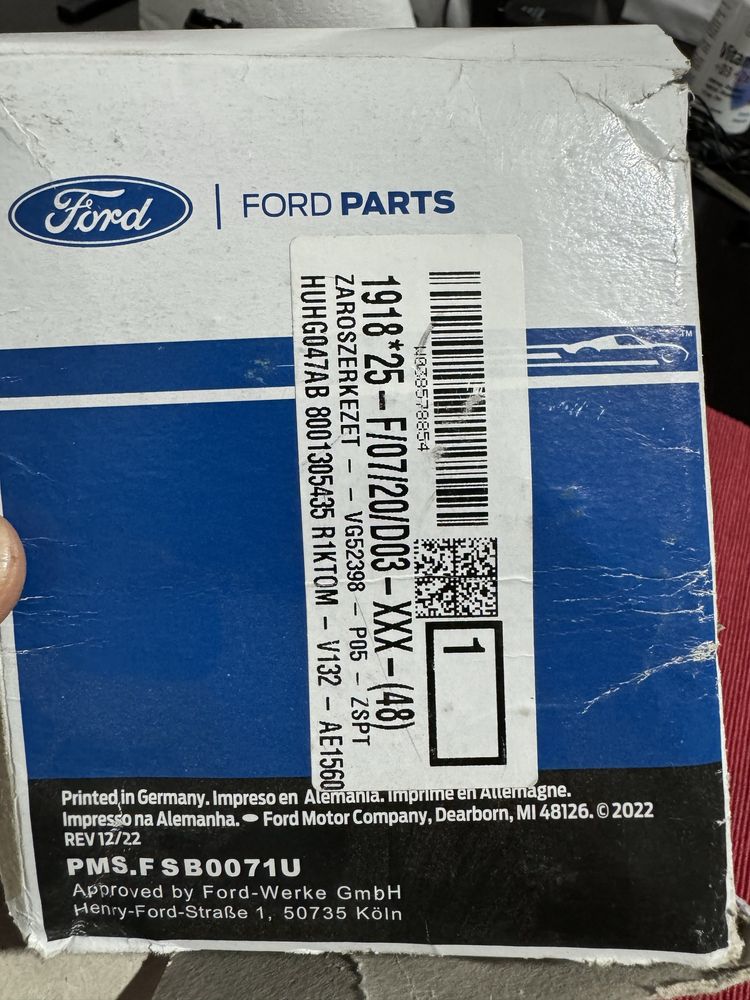 Ford
FORD PARTS
TM
W038578854
1918*25-F/07/20/D03-XXX-(48)
ZAROSZERKEZET - - VG52398 - P05 - ZSPT
HUHG047AB 8001305435 R1KTOM - V132 - AE1560
1
Printed in Germany. Impreso en Alemania. Imprimé en Allemagne.
Impresso na Alemanha. • Ford Motor Company, Dearborn, MI 48126. © 2022
REV 12/22
PMS.FSB0071U
Approved by Ford-Werke GmbH
Henry-Ford-Straße 1, 50735 Köln